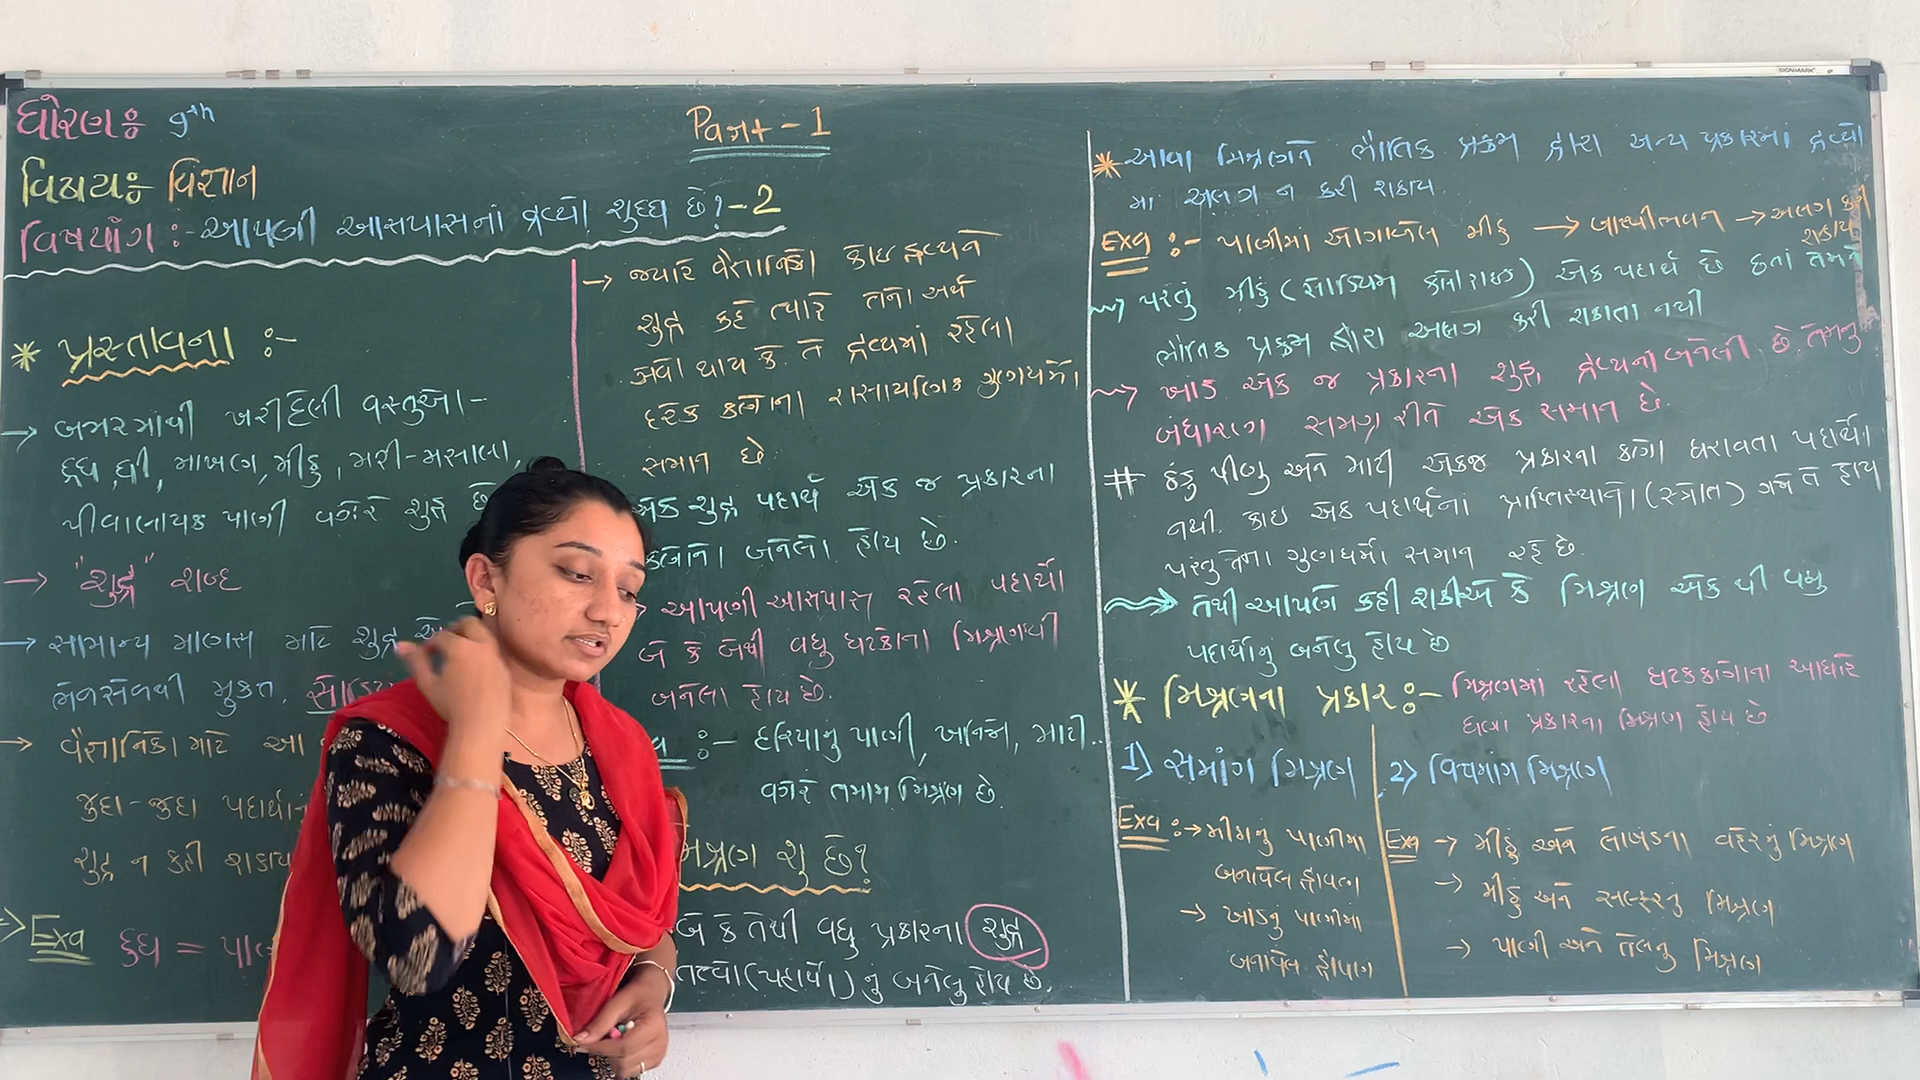 ધોરણઃ 9th
Part-1
વિષયઃ- વિજ્ઞાન
વિષયાંગ :- આપણી આસપાસનાં દ્રવ્યો શુદ્ધ છે? -2
* પ્રસ્તાવના :-
→ બજારમાંથી ખરીદેલી વસ્તુઓ-
દૂધ, ઘી, માખણ, મીઠુ, મરી-મસાલા,
પીવાલાયક પાણી વગેરે શુદ્ધ છે
→ "શુદ્ધ" શબ્દ
→ સામાન્ય માણસ માટે શુદ્ધ
ભેળસેળથી મુકત.
→ વૈજ્ઞાનિકો માટે આ
જુદા-જુદા પદાર્થોનું
શુદ્ધ ન કહી શકાય
→ Exa દૂધ =
→ જ્યારે વૈજ્ઞાનિકો કોઇ દ્રવ્યને
શુદ્ધ કહે ત્યારે તેનો અર્થ
એવો થાય કે તે દ્રવ્યમાં રહેલા
દરેક કણોના રાસાયણિક ગુણધર્મો
સમાન છે
એક શુદ્ધ પદાર્થ એક જ પ્રકારના
કણોનો બનેલો હોય છે.
→ આપણી આસપાસ રહેલા પદાર્થો
બે કે બેથી વધુ ઘટકોના મિશ્રણથી
બનેલા હોય છે.
:- દરિયાનુ પાણી, ખનિજો, માટી..
વગેરે તમામ મિશ્રણ છે.
મિશ્રણ શુ છે?
બે કે તેથી વધુ પ્રકારના શુદ્ધ
તત્વો(પદાર્થો)નું બનેલુ હોય છે.
* આવા મિશ્રણને ભૌતિક પ્રક્રમ દ્વારા અન્ય પ્રકારનાં દ્રવ્યો
માં અલગ ન કરી શકાય.
Exa :- પાણીમાં ઓગાળેલ મીઠુ → બાષ્પીભવન → અલગ કરી
શકાય
પરંતુ મીઠુ (સોડિયમ ક્લોરાઇડ) એક પદાર્થ છે છતાં તેમને
ભૌતિક પ્રક્રમ દ્વારા અલગ કરી શકાતા નથી
ખાંડ એક જ પ્રકારના શુદ્ધ દ્રવ્યના બનેલી છે તેમનુ
બંધારણ સમગ્ર રીતે એક સમાન છે.
# ઠંડુ પીણુ અને માટી એકજ પ્રકારના કણો ધરાવતા પદાર્થો
નથી. કોઇ એક પદાર્થનાં પ્રાપ્તિસ્થાનો(સ્ત્રોત) ગમે તે હોય
પરંતુ તેના ગુણધર્મો સમાન રહે છે.
તેથી આપણે કહી શકીએ કે મિશ્રણ એક થી વધુ
પદાર્થોનું બનેલુ હોય છે
* મિશ્રણના પ્રકાર :- મિશ્રણમાં રહેલા ઘટકકણોના આધારે
ઘણા પ્રકારના મિશ્રણ હોય છે
1) સમાંગ મિશ્રણ
Exa :→ મીઠાનું પાણીમાં
બનાવેલ દ્રાવણ
→ ખાંડનું પાણીમાં
બનાવેલ દ્રાવણ
2) વિષમાંગ મિશ્રણ
Exa → મીઠું અને લોખંડના વહેરનું મિશ્રણ
→ મીઠું અને સલ્ફરનું મિશ્રણ
→ પાણી અને તેલનુ મિશ્રણ